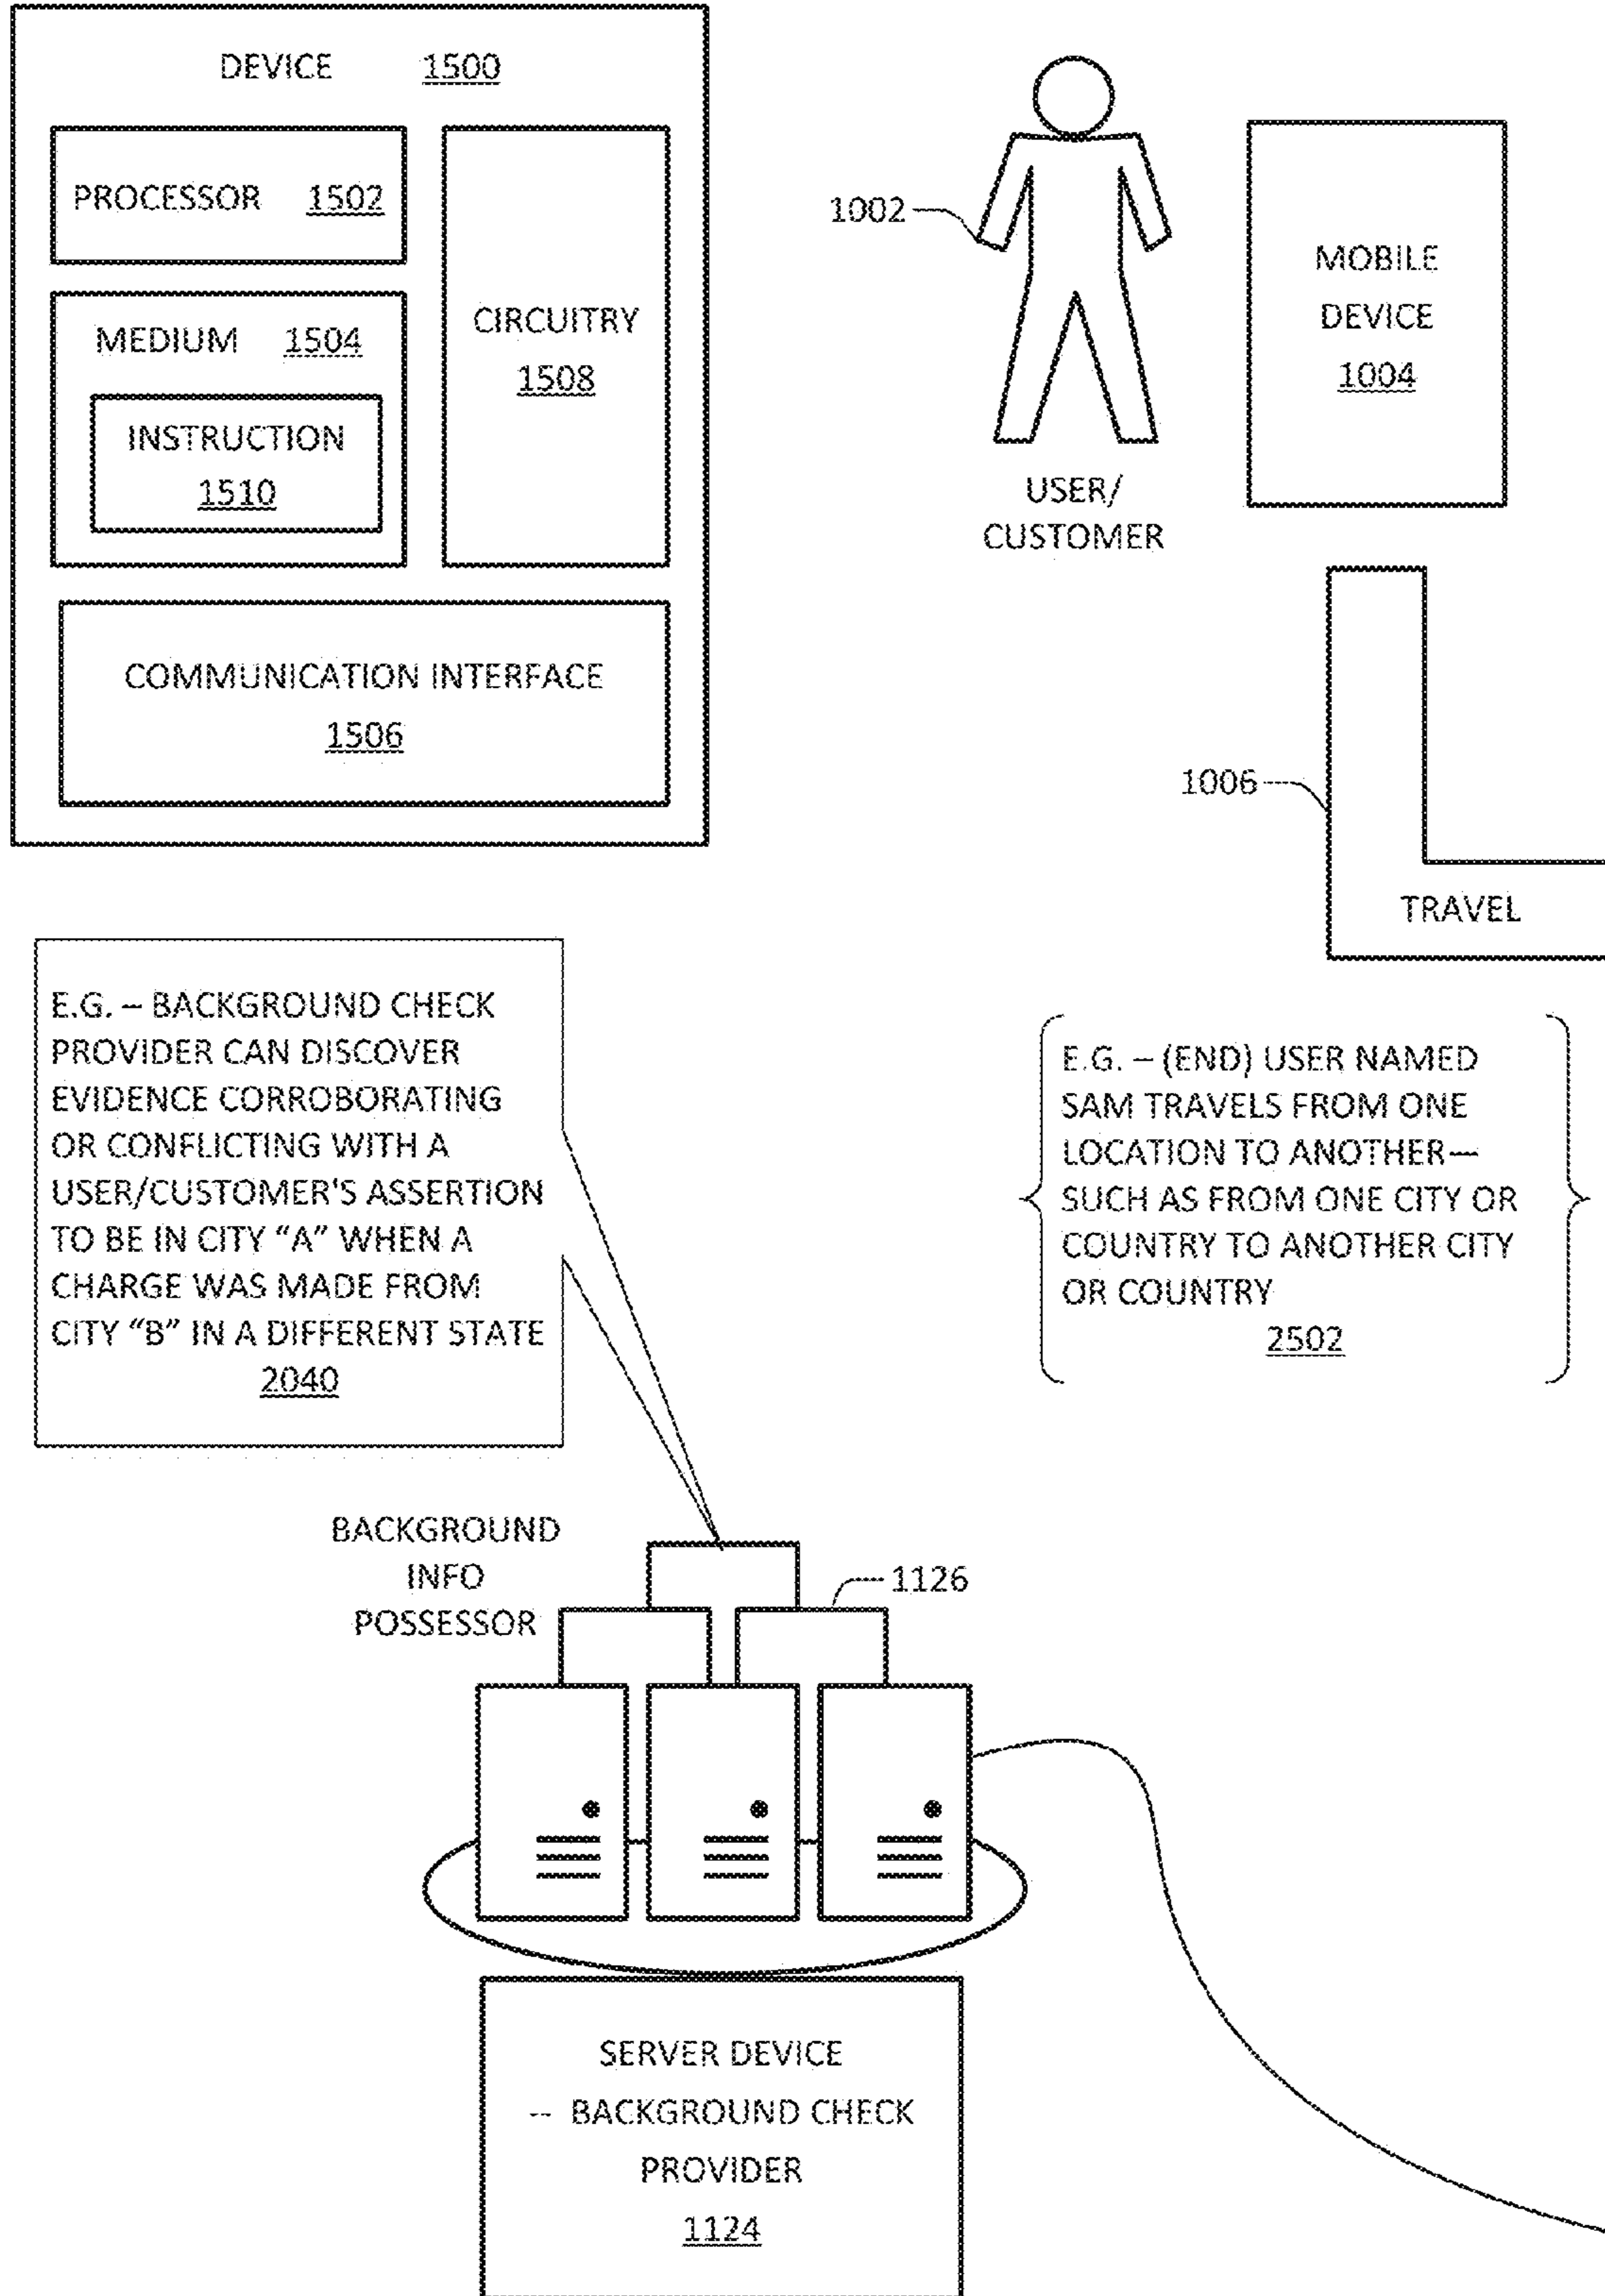 DEVICE 1500
PROCESSOR 1502
MEDIUM 1504
INSTRUCTION
1510
CIRCUITRY
1508
COMMUNICATION INTERFACE
1506
1002
USER/
CUSTOMER
MOBILE
DEVICE
1004
1006
TRAVEL
E.G. – BACKGROUND CHECK
PROVIDER CAN DISCOVER
EVIDENCE CORROBORATING
OR CONFLICTING WITH A
USER/CUSTOMER'S ASSERTION
TO BE IN CITY “A” WHEN A
CHARGE WAS MADE FROM
CITY “B” IN A DIFFERENT STATE
2040
E.G. – (END) USER NAMED
SAM TRAVELS FROM ONE
LOCATION TO ANOTHER—
SUCH AS FROM ONE CITY OR
COUNTRY TO ANOTHER CITY
OR COUNTRY
2502
BACKGROUND
INFO
POSSESSOR
1126
SERVER DEVICE
-- BACKGROUND CHECK
PROVIDER
1124